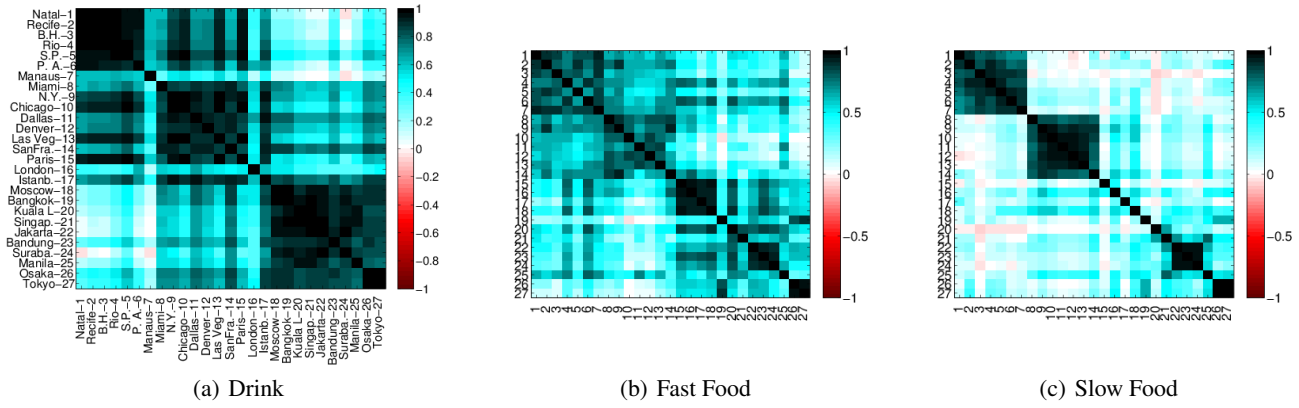 Natal−1
Recife−2
B.H.−3
Rio−4
S.P.−5
P. A.−6
Manaus−7
Miami−8
N.Y.−9
Chicago−10
Dallas−11
Denver−12
Las Veg−13
SanFra.−14
Paris−15
London−16
Istanb.−17
Moscow−18
Bangkok−19
Kuala L−20
Singap.−21
Jakarta−22
Bandung−23
Suraba.−24
Manila−25
Osaka−26
Tokyo−27
Natal−1
Recife−2
B.H.−3
Rio−4
S.P.−5
P. A.−6
Manaus−7
Miami−8
N.Y.−9
Chicago−10
Dallas−11
Denver−12
Las Veg−13
SanFra.−14
Paris−15
London−16
Istanb.−17
Moscow−18
Bangkok−19
Kuala L−20
Singap.−21
Jakarta−22
Bandung−23
Suraba.−24
Manila−25
Osaka−26
Tokyo−27
1
0.8
0.6
0.4
0.2
0
−0.2
−0.4
−0.6
−0.8
−1
(a) Drink
1
2
3
4
5
6
7
8
9
10
11
12
13
14
15
16
17
18
19
20
21
22
23
24
25
26
27
1 2 3 4 5 6 7 8 9 10 11 12 13 14 15 16 17 18 19 20 21 22 23 24 25 26 27
1
0.5
0
−0.5
−1
(b) Fast Food
1
2
3
4
5
6
7
8
9
10
11
12
13
14
15
16
17
18
19
20
21
22
23
24
25
26
27
1 2 3 4 5 6 7 8 9 10 11 12 13 14 15 16 17 18 19 20 21 22 23 24 25 26 27
1
0.5
0
−0.5
−1
(c) Slow Food